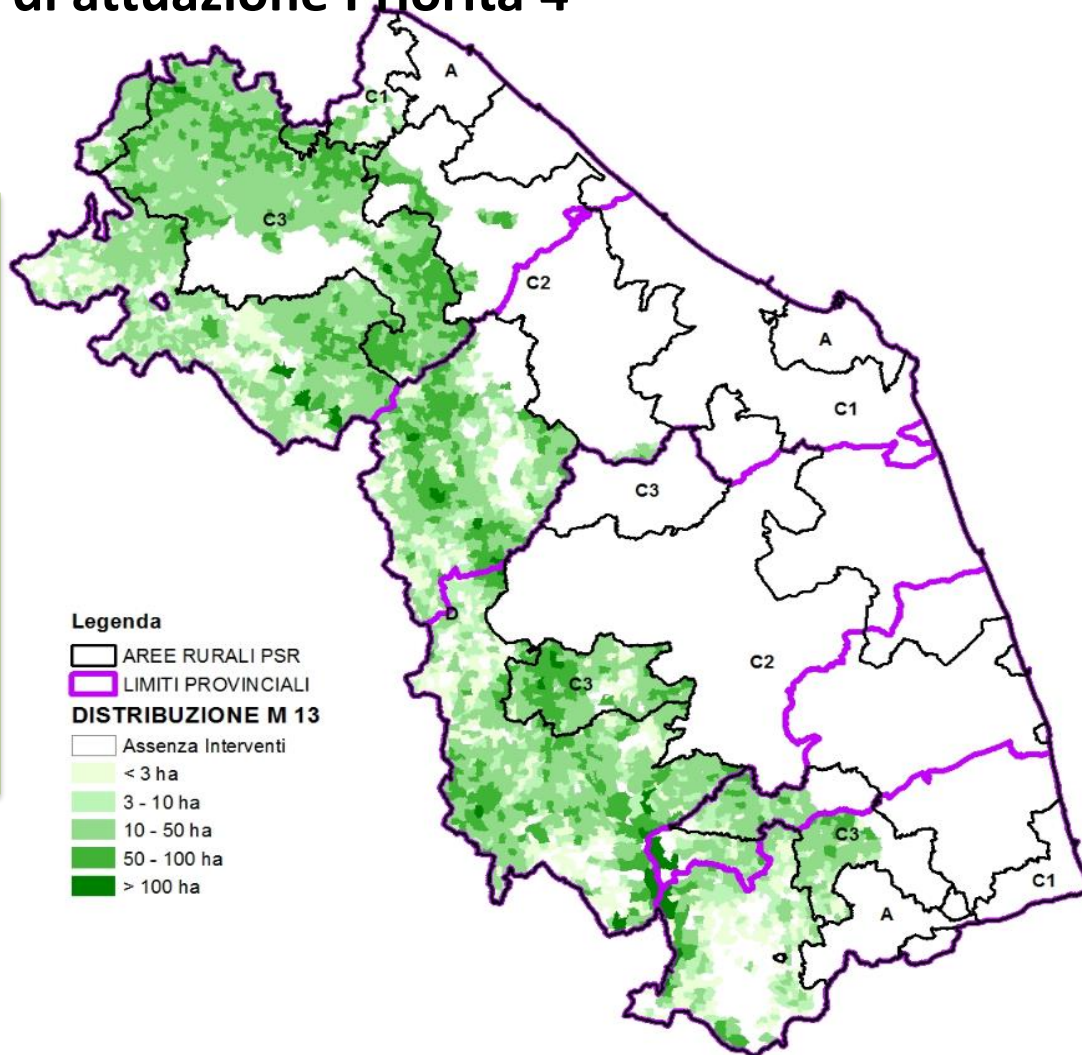 di attuazione Priorità 4
A
C1
C3
C2
A
C1
C3
D
C2
C3
C3
C1
A
Legenda
AREE RURALI PSR
LIMITI PROVINCIALI
DISTRIBUZIONE M 13
Assenza Interventi
< 3 ha
3 - 10 ha
10 - 50 ha
50 - 100 ha
> 100 ha